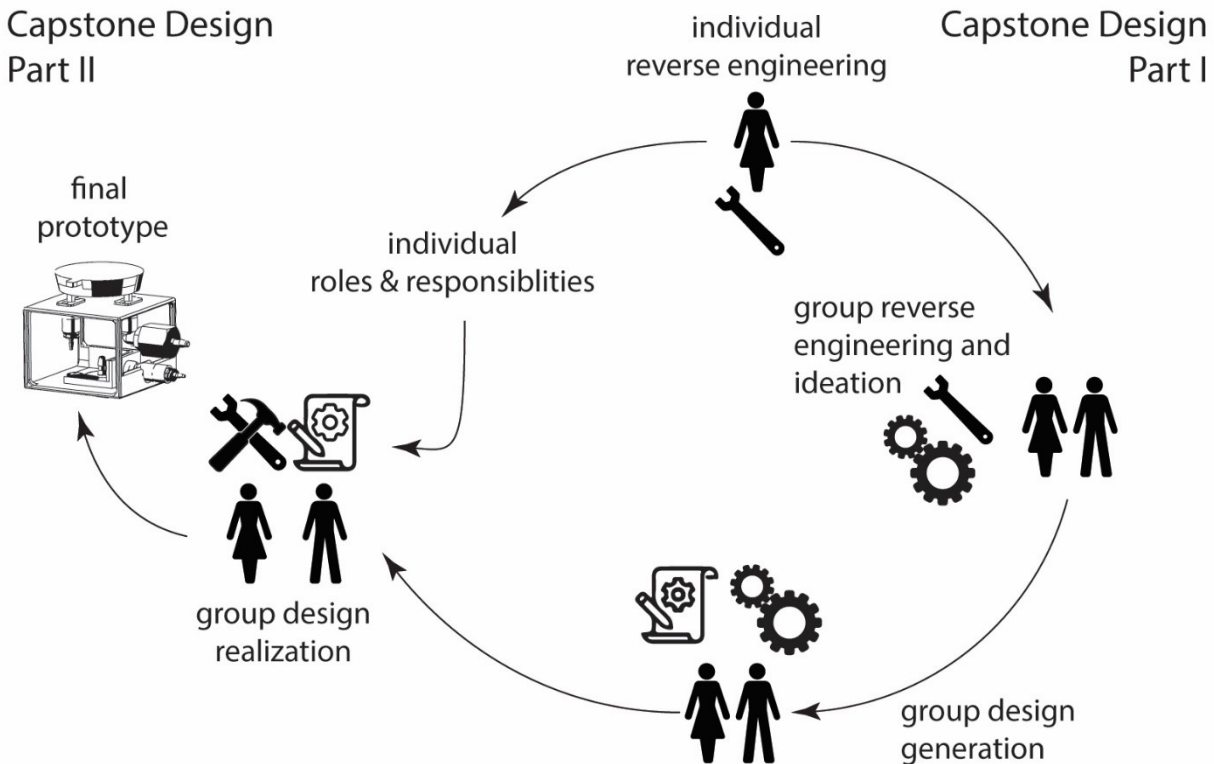 Capstone Design
Part II
individual
reverse engineering
Capstone Design
Part I
final
prototype
individual
roles & responsiblities
group reverse
engineering and
ideation
group design
realization
group design
generation